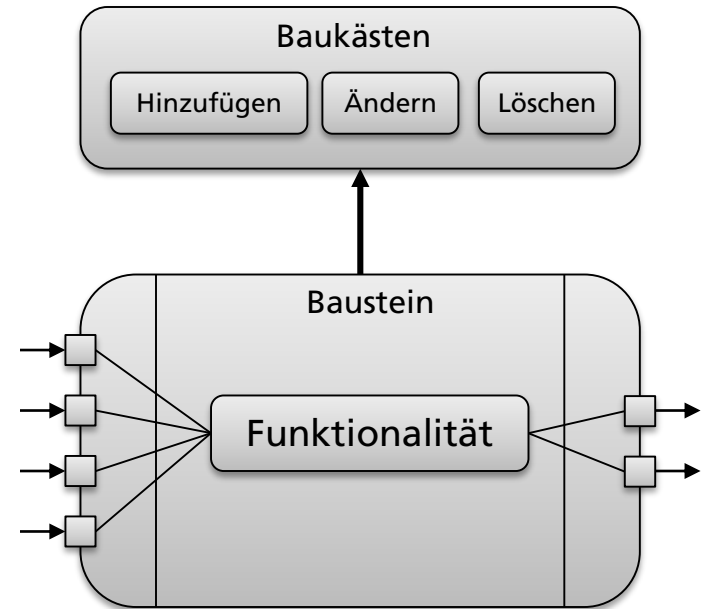 Baukästen
Hinzufügen
Ändern
Löschen
Baustein
Funktionalität